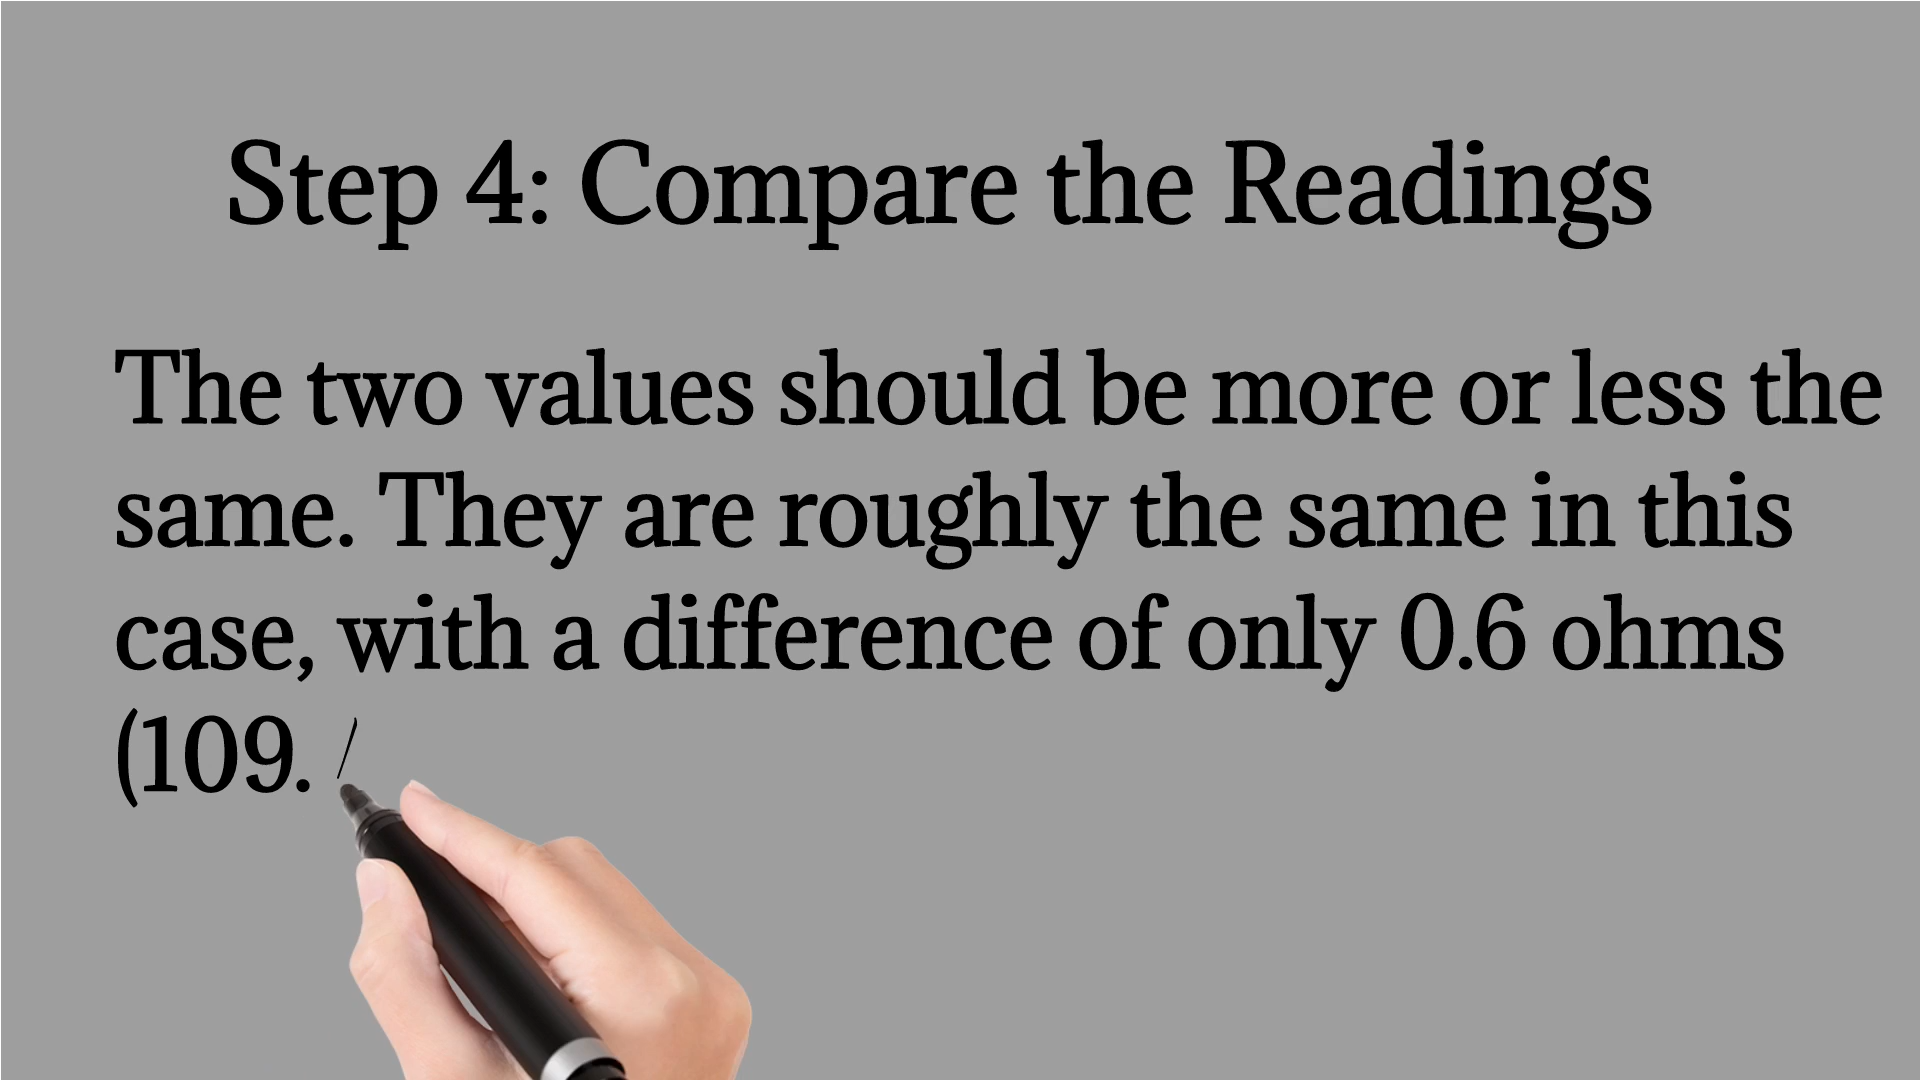 Step 4: Compare the Readings
The two values should be more or less the
same. They are roughly the same in this
case, with a difference of only 0.6 ohms
(109.